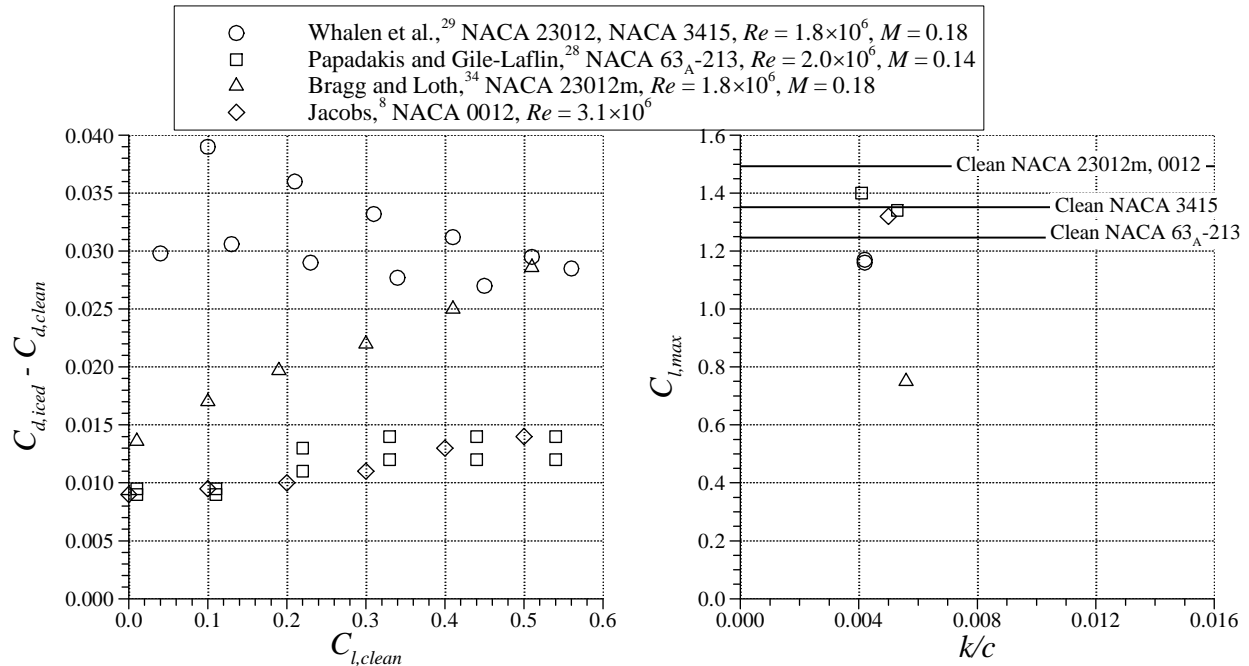 Whalen et al.,29 NACA 23012, NACA 3415, Re = 1.8×10^6, M = 0.18
Papadakis and Gile-Laflin,28 NACA 63A-213, Re = 2.0×10^6, M = 0.14
Bragg and Loth,34 NACA 23012m, Re = 1.8×10^6, M = 0.18
Jacobs,8 NACA 0012, Re = 3.1×10^6
0.040
0.035
0.030
0.025
0.020
0.015
0.010
0.005
0.000
Cd,iced - Cd,clean
0.0 0.1 0.2 0.3 0.4 0.5 0.6
Cl,clean
1.6
1.4
1.2
1.0
0.8
0.6
0.4
0.2
0.0
Cl,max
Clean NACA 23012m, 0012
Clean NACA 3415
Clean NACA 63A-213
0.000 0.004 0.008 0.012 0.016
k/c